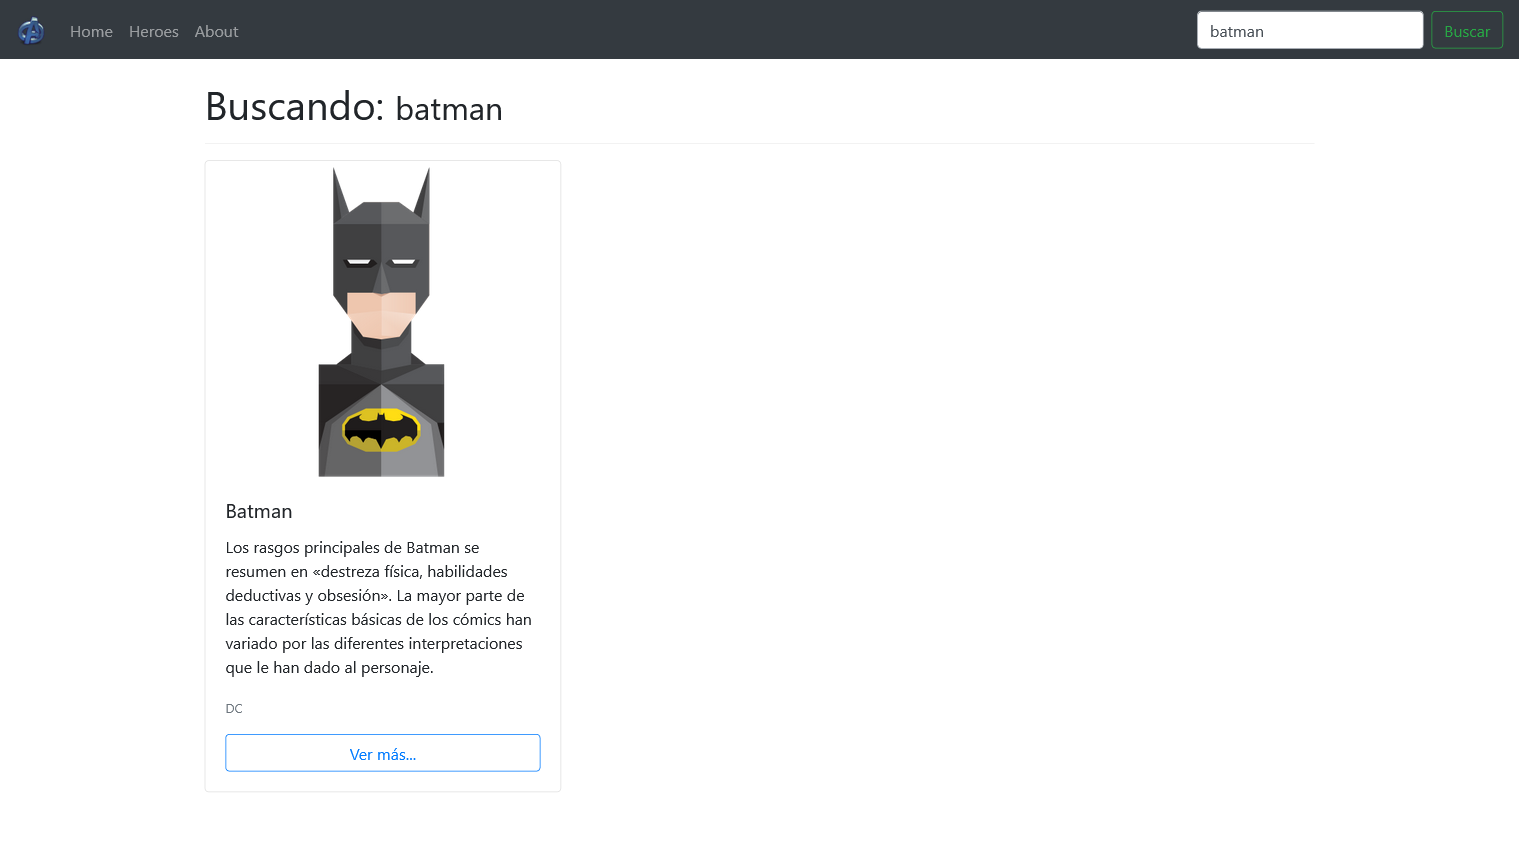 Home Heroes About batman Buscar
Buscando: batman
Batman
Los rasgos principales de Batman se
resumen en «destreza física, habilidades
deductivas y obsesión». La mayor parte de
las características básicas de los cómics han
variado por las diferentes interpretaciones
que le han dado al personaje.
DC
Ver más...